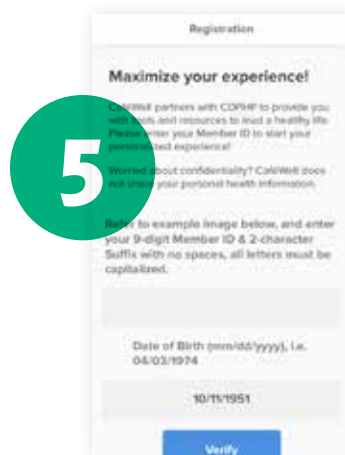 Registration
Maximize your experience!
CafeWell partners with CDPHP to provide you
with tools and resources to lead a healthy life.
Please enter your Member ID to start your
personalized experience!
5
Worried about confidentiality? CaféWell does
not share your personal health information.
Refer to example image below, and enter
your 9-digit Member ID & 2-character
Suffix with no spaces, all letters must be
capitalized.
Date of Birth (mm/dd/yyyy), i.e.
04/03/1974
10/11/1951
Verify